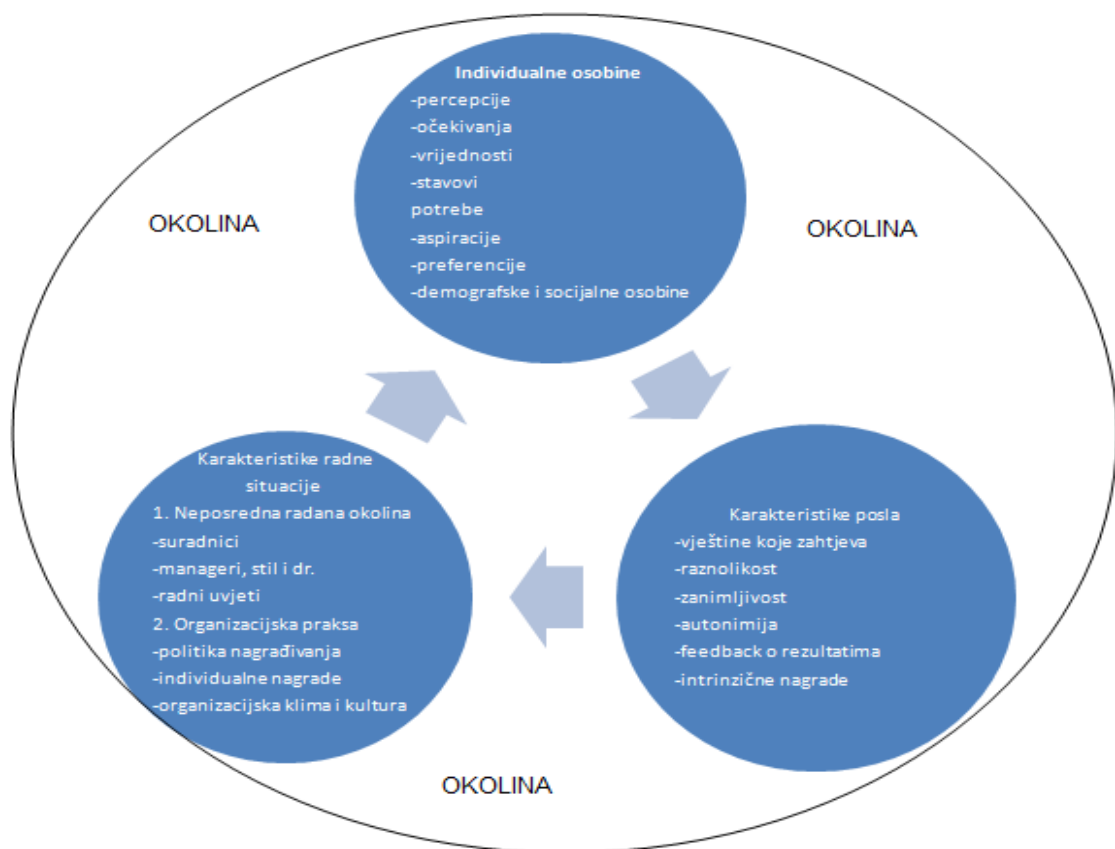 Individualne osobine
-percepcije
-očekivanja
-vrijednosti
-stavovi
potrebe
-aspiracije
-preferencije
-demografske i socijalne osobine
OKOLINA
OKOLINA
Karakteristike radne
situacije
1. Neposredna radana okolina
-suradnici
-manageri, stil i dr.
-radni uvjeti
2. Organizacijska praksa
-politika nagrađivanja
-individualne nagrade
-organizacijska klima i kultura
Karakteristike posla
-vještine koje zahtjeva
-raznolikost
-zanimljivost
-autonimija
-feedback o rezultatima
-intrinzične nagrade
OKOLINA